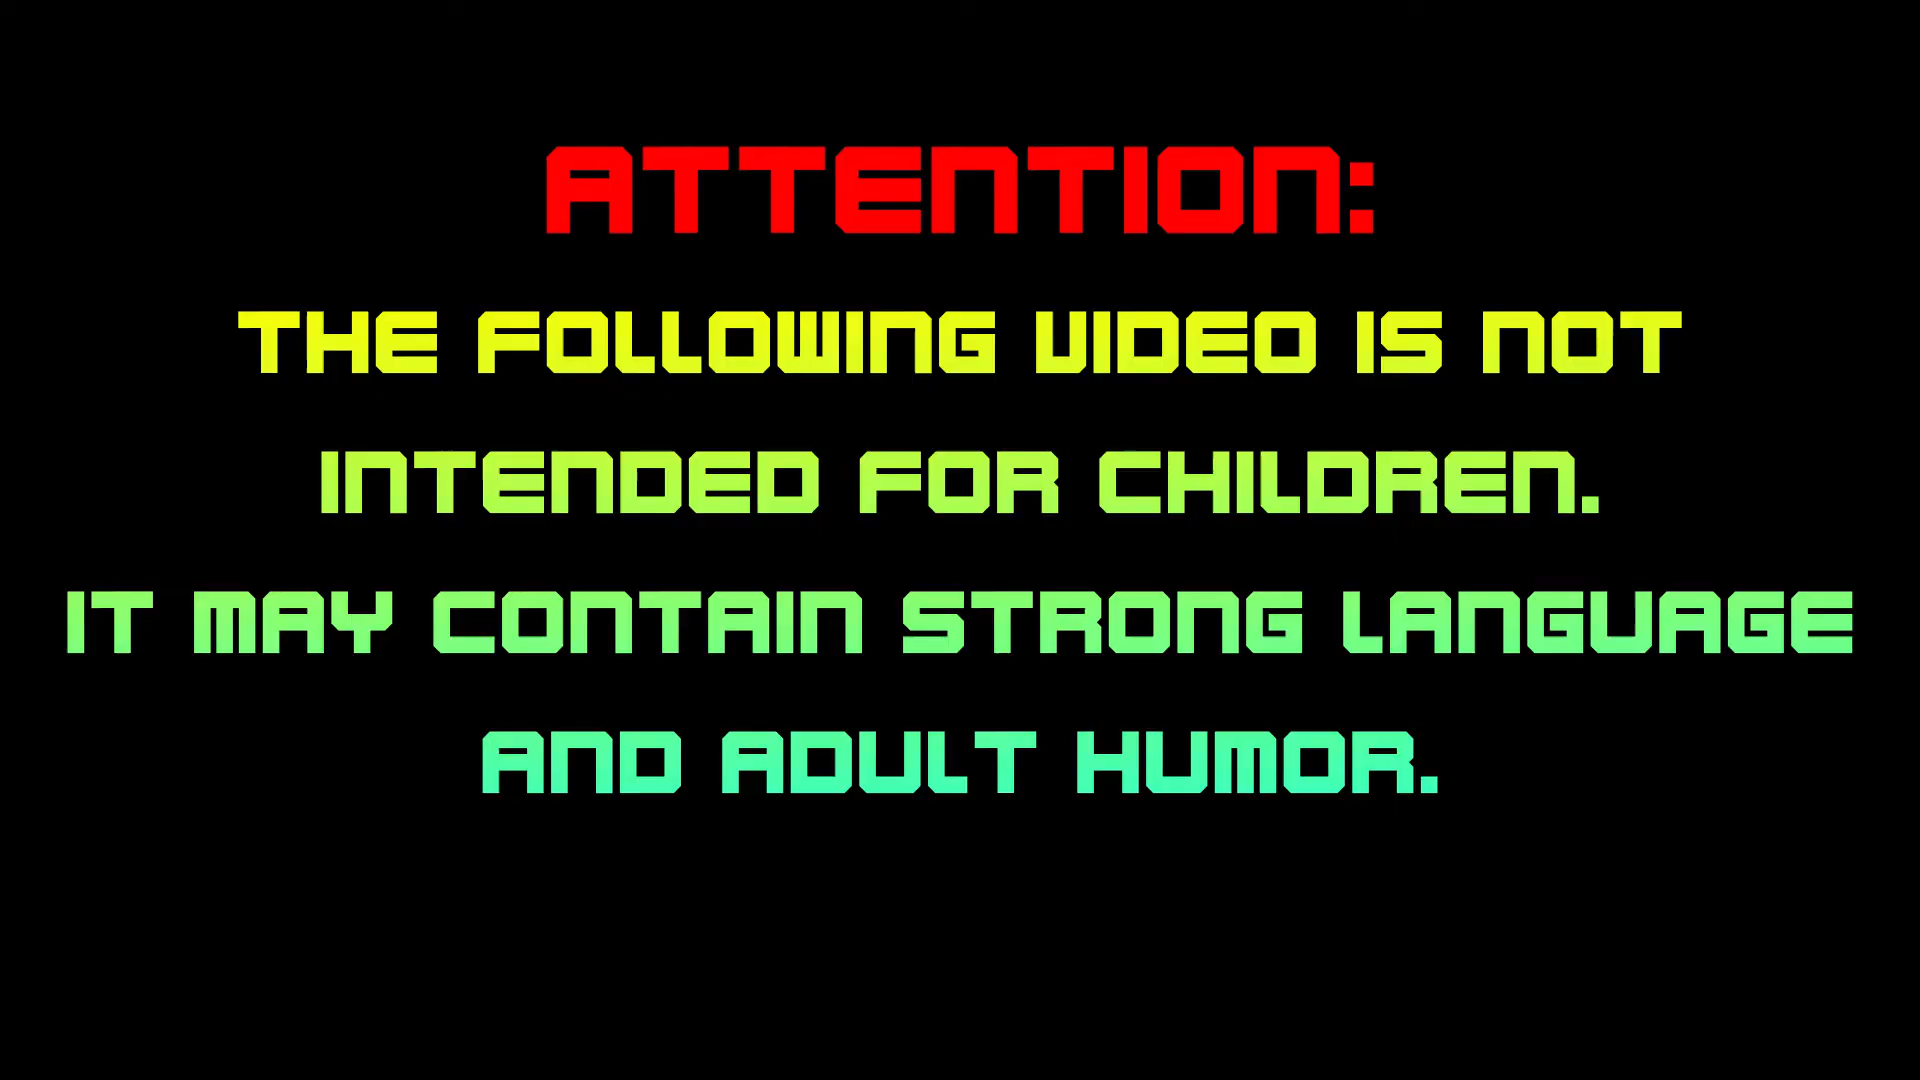 ATTENTION:
THE FOLLOWING VIDEO IS NOT
INTENDED FOR CHILDREN.
IT MAY CONTAIN STRONG LANGUAGE
AND ADULT HUMOR.